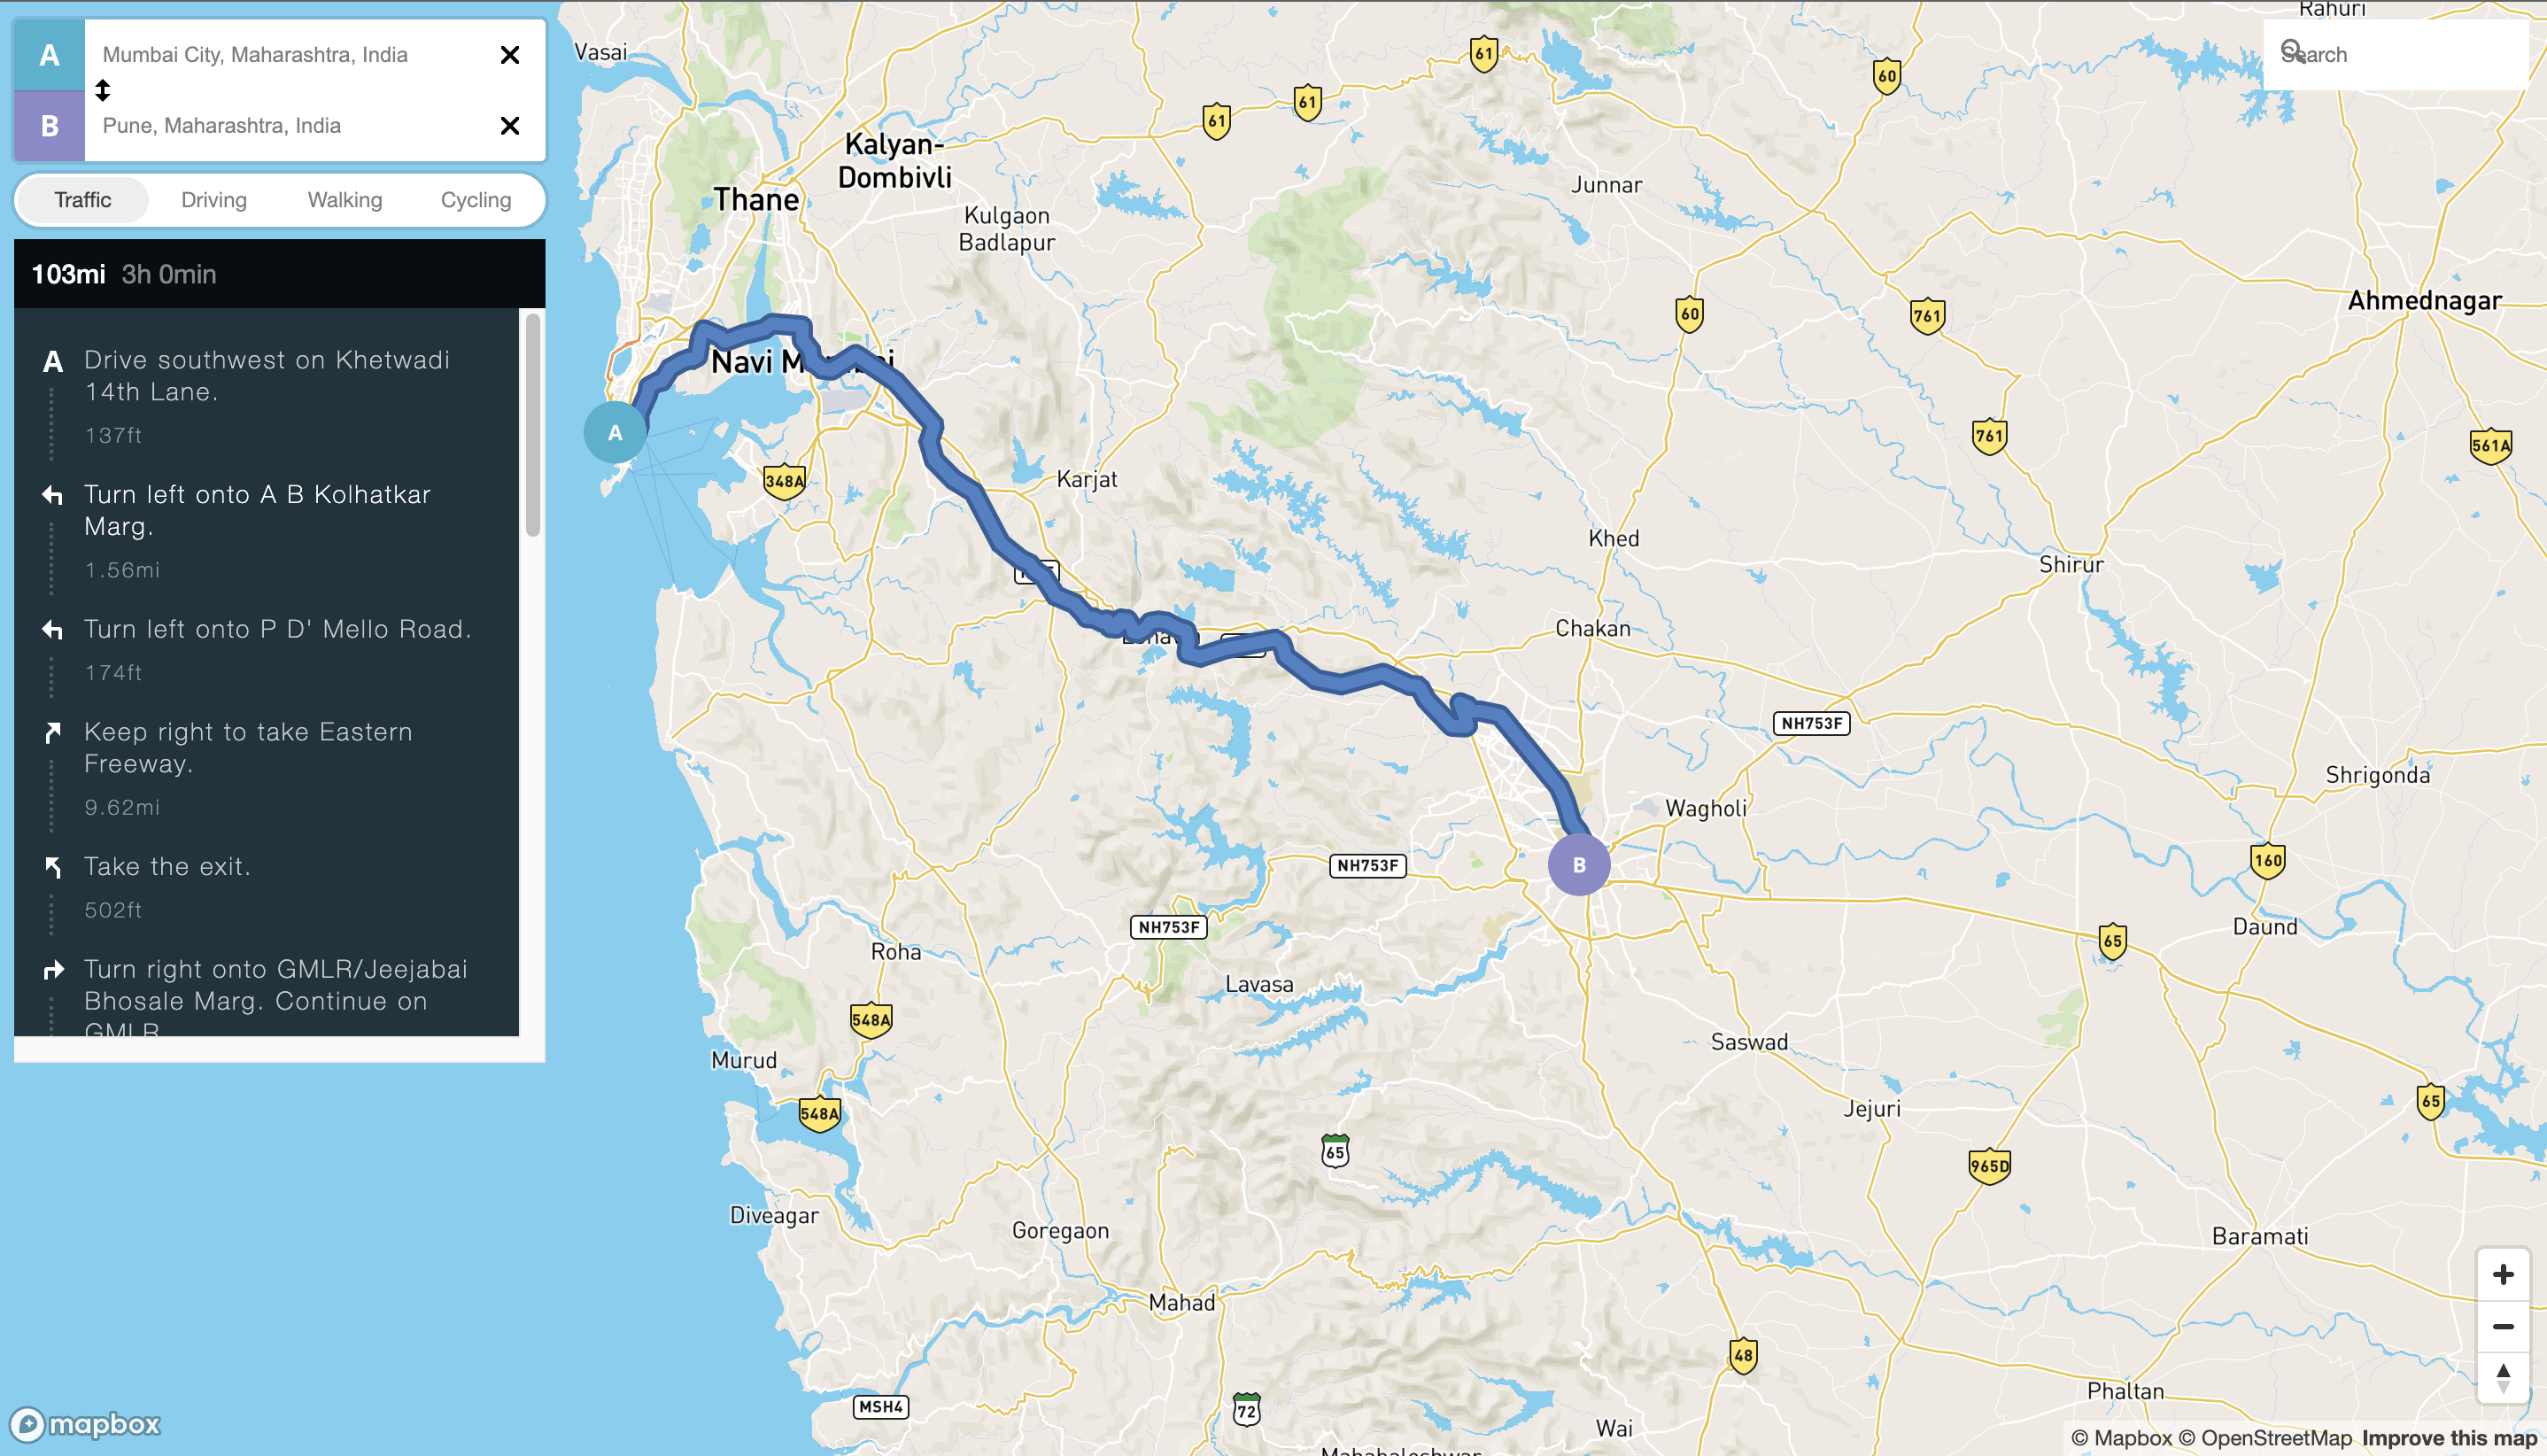 A
Mumbai City, Maharashtra, India
B
Pune, Maharashtra, India
Traffic Driving Walking Cycling
103mi 3h 0min
A
Drive southwest on Khetwadi
14th Lane.
137ft
Turn left onto A B Kolhatkar
Marg.
1.56mi
Turn left onto P D' Mello Road.
174ft
Keep right to take Eastern
Freeway.
9.62mi
Take the exit.
502ft
Turn right onto GMLR/Jeejabai
Bhosale Marg. Continue on
GMLR
Search
Rahuri
Vasai
61
61
61
60
Kalyan-
Dombivli
Thane
Junnar
Kulgaon
Badlapur
Ahmednagar
60
761
Navi
A
761
561A
348A
Karjat
Khed
Shirur
Chakan
NH753F
Shrigonda
Wagholi
NH753F
B
160
NH753F
Daund
65
Roha
Lavasa
548A
Saswad
Murud
548A
Jejuri
65
65
965D
Diveagar
Goregaon
Baramati
Mahad
48
Phaltan
MSH4
72
Wai
Mahabaleshwar
mapbox
© Mapbox © OpenStreetMap Improve this map